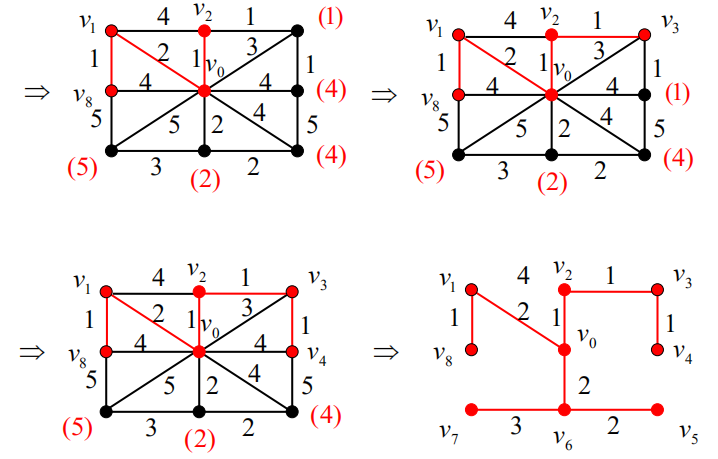 4 v₂ 1 (1)
v₁
2 3
1 1 v₀ 1
⇒ v₈ 4 4 (4)
5 5 2 4 5
(5) 3 (2) 2 (4)
4 v₂ 1 v₃
v₁
2 3
1 1 v₀ 1
⇒ v₈ 4 4 (1)
5 5 2 4 5
(5) 3 (2) 2 (4)
4 v₂ 1 v₃
v₁
2 3
1 1 v₀ 1
⇒ v₈ 4 4 v₄
5 5 2 4 5
(5) 3 (2) 2 (4)
v₁ 4 v₂ 1 v₃
1 2 1 v₀ 1
⇒ v₈ v₄
2
v₇ 3 v₆ 2 v₅